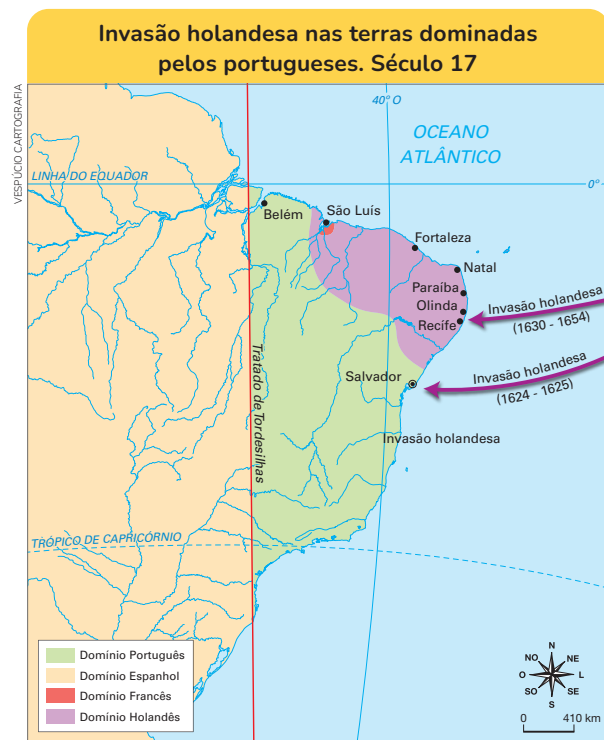 Invasão holandesa nas terras dominadas
pelos portugueses. Século 17
VESPÚCIO CARTOGRAFIA
40° O
OCEANO
ATLÂNTICO
LINHA DO EQUADOR
0°
Belém
São Luís
Fortaleza
Natal
Paraíba
Olinda
Recífe
Invasão holandesa
(1630 - 1654)
Salvador
Invasão holandesa
(1624 - 1625)
Tratado de Tordesilhas
Invasão holandesa
TRÓPICO DE CAPRICÓRNIO
Domínio Português
Domínio Espanhol
Domínio Francês
Domínio Holandês
N
NO
NE
O
L
SO
SE
S
0
410 km